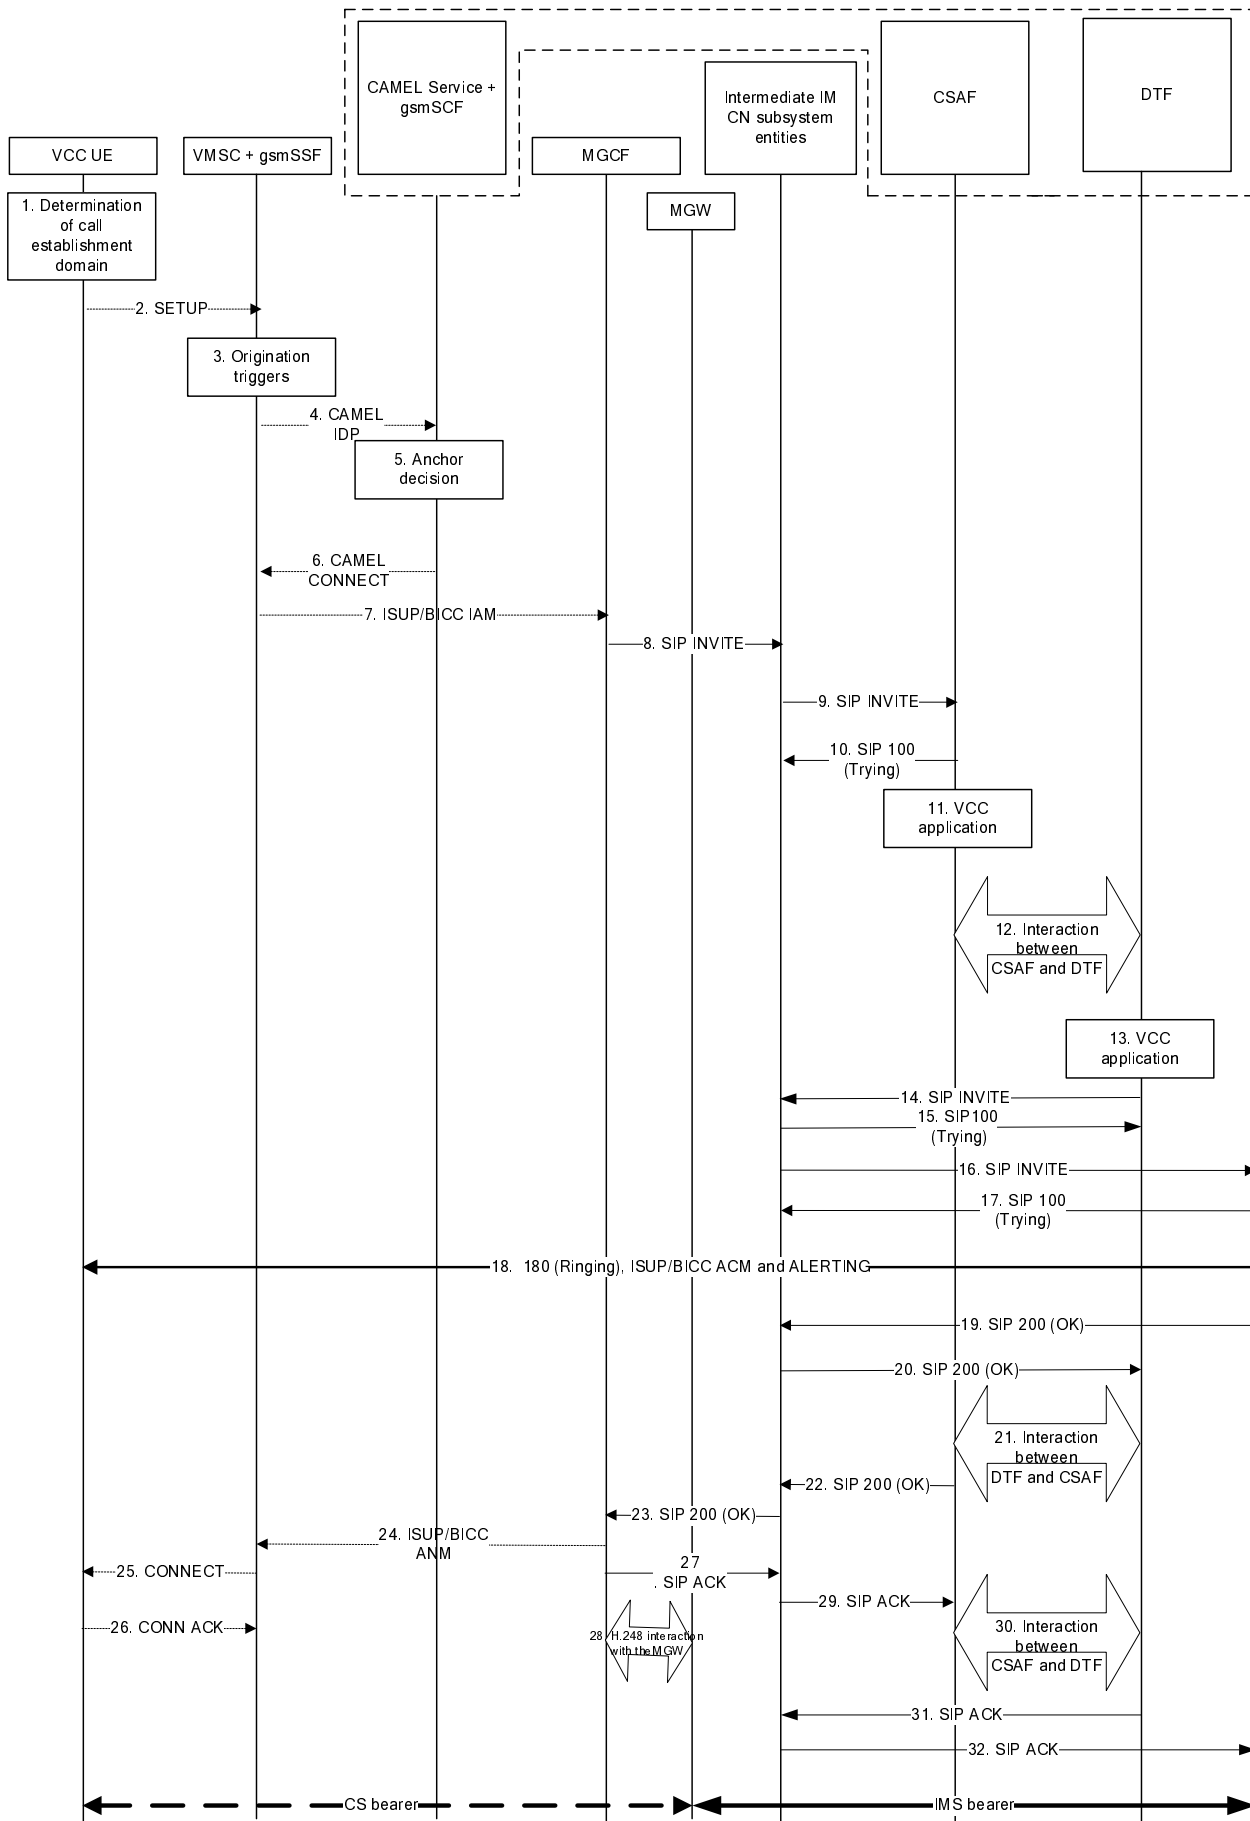 CAMEL Service +
gsmSCF
Intermediate IM
CN subsystem
entities
CSAF
DTF
VCC UE
VMSC + gsmSSF
MGCF
MGW
1. Determination
of call
establishment
domain
2. SETUP
3. Origination
triggers
4. CAMEL
IDP
5. Anchor
decision
6. CAMEL
CONNECT
7. ISUP/BICC IAM
8. SIP INVITE
9. SIP INVITE
10. SIP 100
(Trying)
11. VCC
application
12. Interaction
between
CSAF and DTF
13. VCC
application
14. SIP INVITE
15. SIP100
(Trying)
16. SIP INVITE
17. SIP 100
(Trying)
18. 180 (Ringing), ISUP/BICC ACM and ALERTING
19. SIP 200 (OK)
20. SIP 200 (OK)
21. Interaction
between
DTF and CSAF
22. SIP 200 (OK)
23. SIP 200 (OK)
24. ISUP/BICC
ANM
25. CONNECT
27
. SIP ACK
29. SIP ACK
26. CONN ACK
28 H.248 interaction
with the MGW
30. Interaction
between
CSAF and DTF
31. SIP ACK
32. SIP ACK
CS bearer
IMS bearer